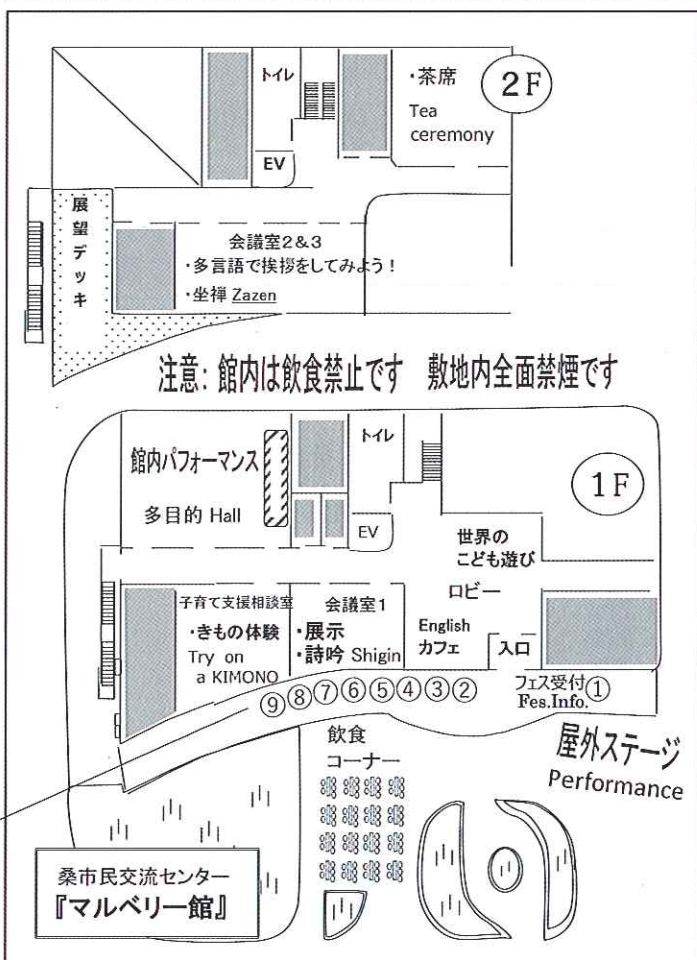 トイレ
・茶席
Tea
ceremony
2F
EV
展望デッキ
会議室2&3
・多言語で挨拶をしてみよう!
・坐禅 Zazen
注意: 館内は飲食禁止です 敷地内全面禁煙です
館内パフォーマンス
多目的 Hall
トイレ
1F
EV
世界の
こども遊び
ロビー
子育て支援相談室
・きもの体験
Try on
a KIMONO
会議室1
・展示
・詩吟 Shigin
English
カフェ
入口
⑨⑧⑦⑥⑤④③②
フェス受付①
Fes.Info.
飲食
コーナー
屋外ステージ
Performance
桑市民交流センター
『マルベリー館』